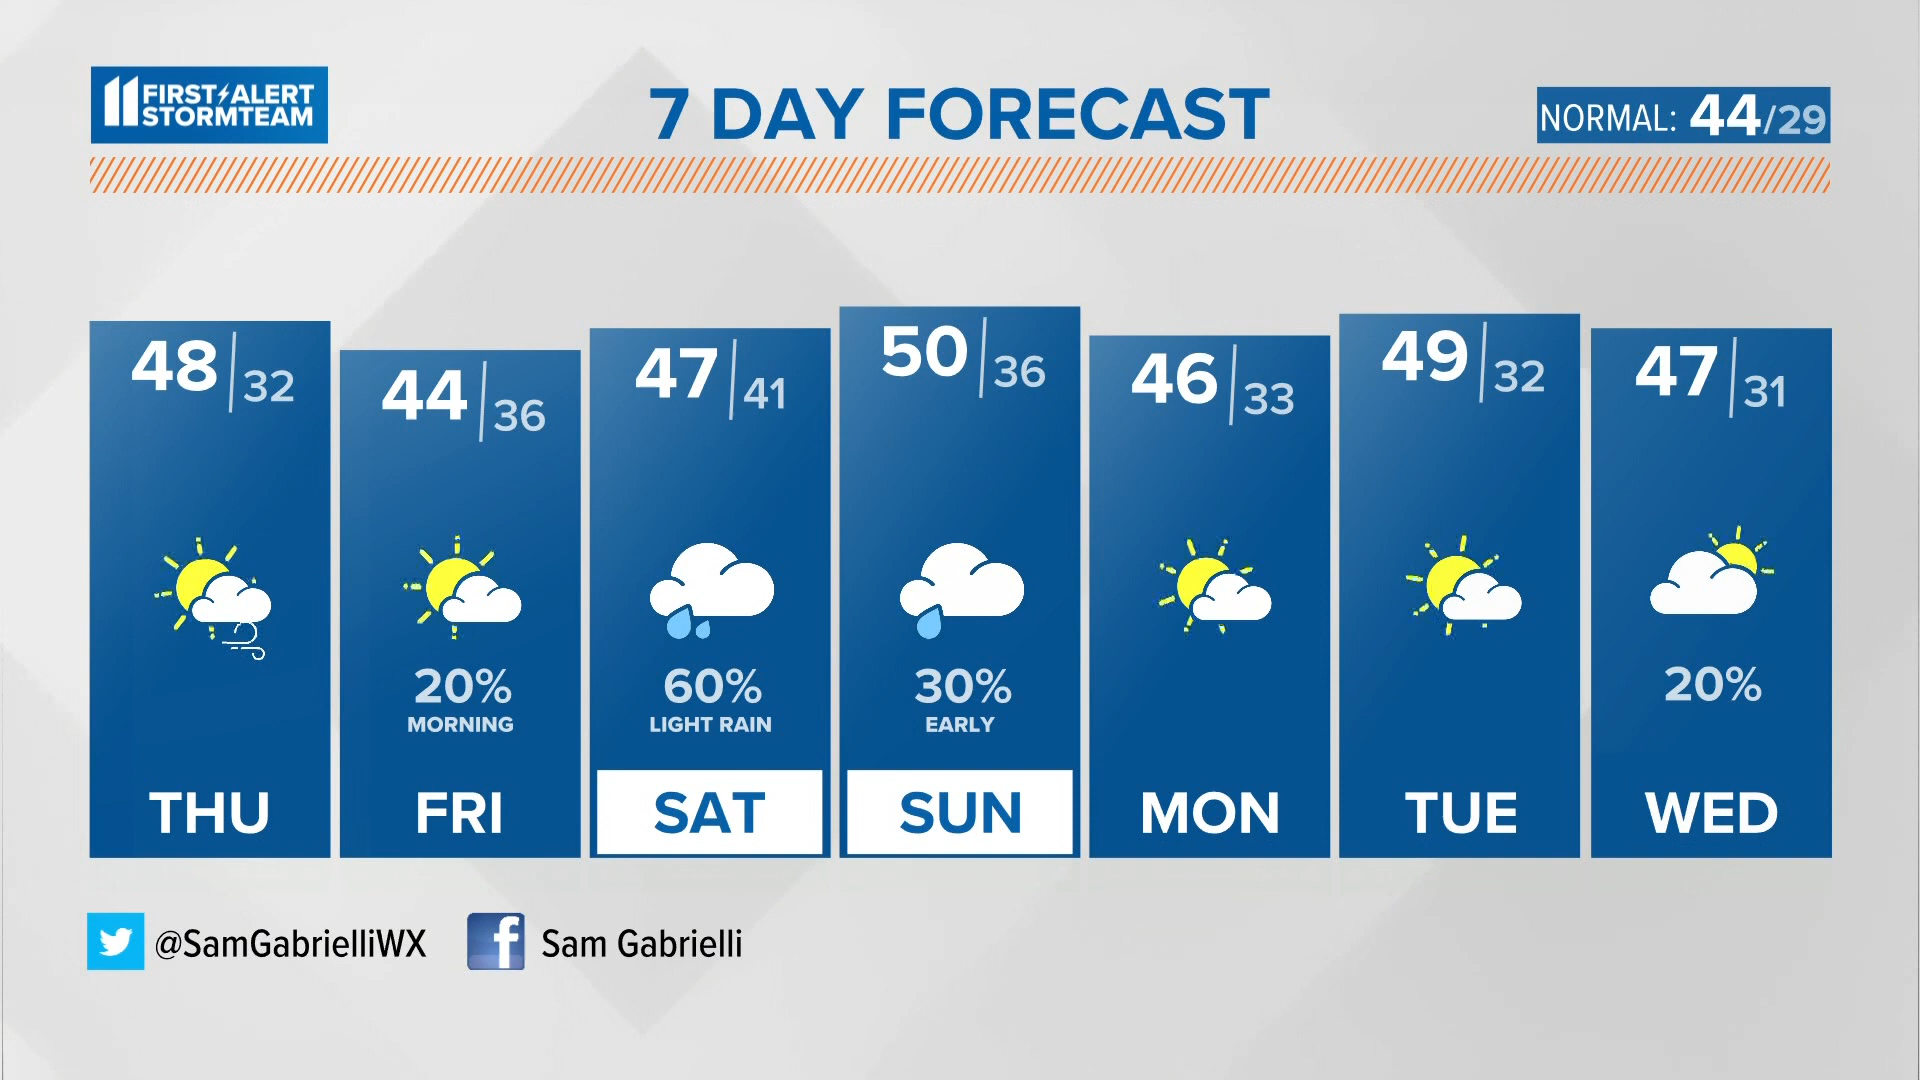 11 FIRST ALERT
STORMTEAM
7 DAY FORECAST
NORMAL: 44/29
48/32
44/36
47/41
50/36
46/33
49/32
47/31
20%
MORNING
60%
LIGHT RAIN
30%
EARLY
20%
THU
FRI
SAT
SUN
MON
TUE
WED
@SamGabrielliWX
f Sam Gabrielli